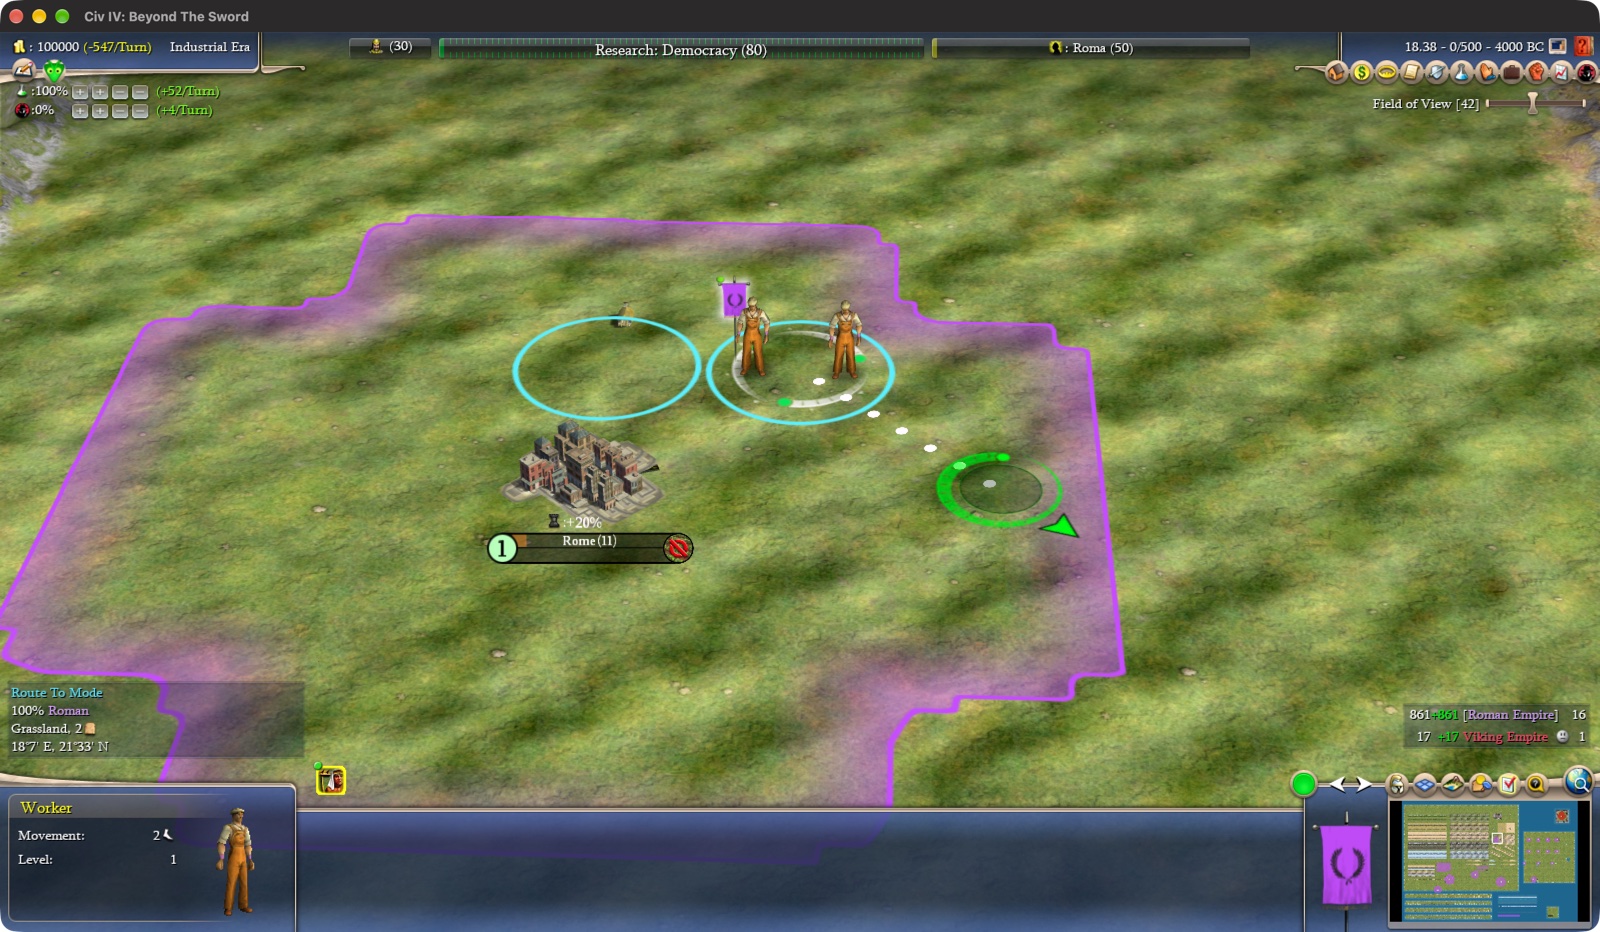 Civ IV: Beyond The Sword
: 100000 (-547/Turn) Industrial Era
(30)
Research: Democracy (80)
: Roma (50)
18.38 - 0/500 - 4000 BC
:100% (+52/Turn)
:0% (+4/Turn)
Field of View [42]
:+20%
1 Rome (11)
Route To Mode
100% Roman
Grassland, 2
18°7' E, 21°33' N
861+861 [Roman Empire] 16
17 +17 Viking Empire 1
Worker
Movement: 2
Level: 1